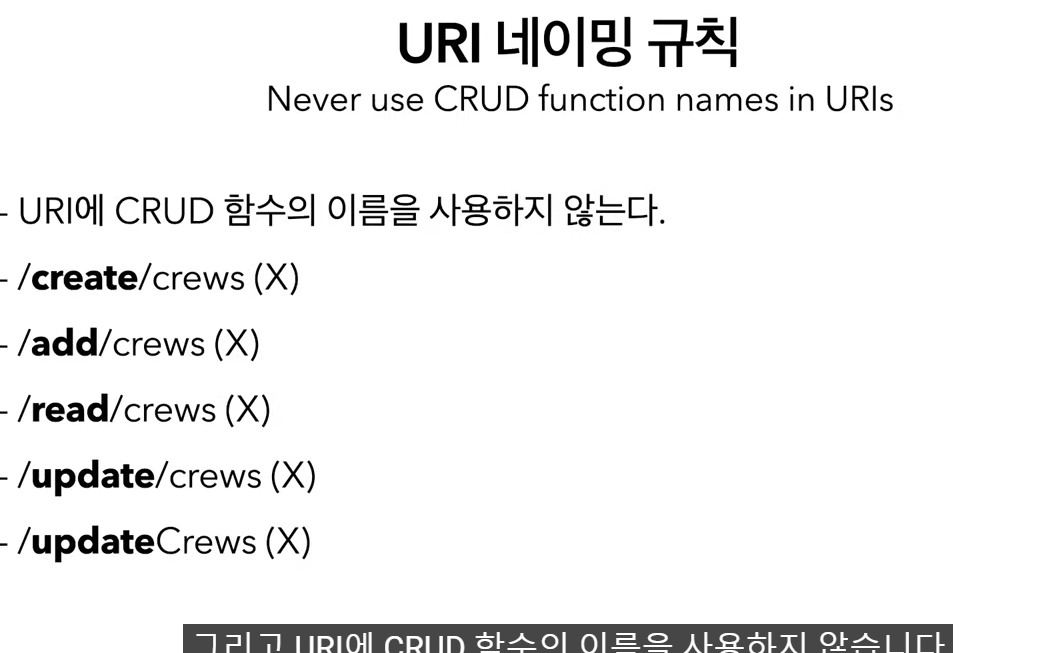 URI 네이밍 규칙
Never use CRUD function names in URIs
- URI에 CRUD 함수의 이름을 사용하지 않는다.
- /create/crews (X)
- /add/crews (X)
- /read/crews (X)
- /update/crews (X)
- /updateCrews (X)
그리고 URI에 CRUD 함수의 이름을 사용하지 않습니다